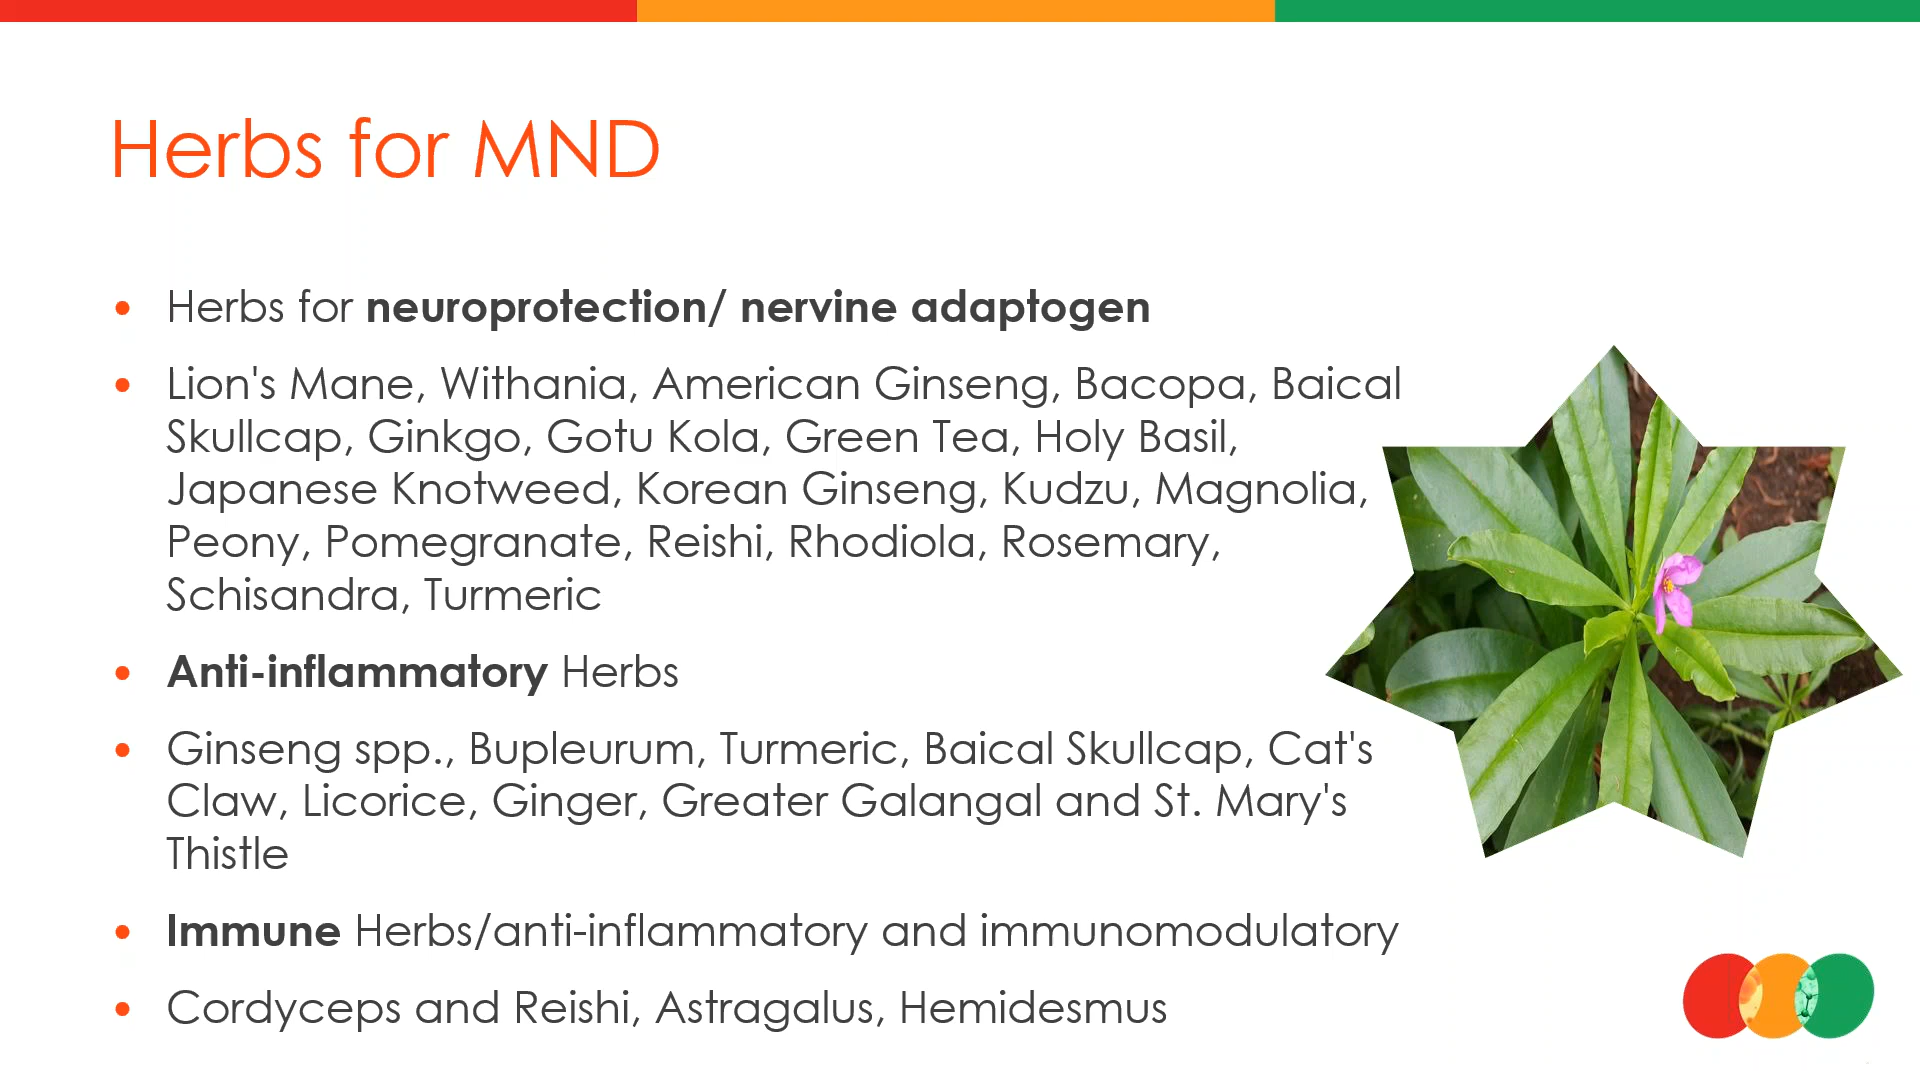 Herbs for MND
• Herbs for neuroprotection/ nervine adaptogen
• Lion's Mane, Withania, American Ginseng, Bacopa, Baical
Skullcap, Ginkgo, Gotu Kola, Green Tea, Holy Basil,
Japanese Knotweed, Korean Ginseng, Kudzu, Magnolia,
Peony, Pomegranate, Reishi, Rhodiola, Rosemary,
Schisandra, Turmeric
• Anti-inflammatory Herbs
• Ginseng spp., Bupleurum, Turmeric, Baical Skullcap, Cat's
Claw, Licorice, Ginger, Greater Galangal and St. Mary's
Thistle
• Immune Herbs/anti-inflammatory and immunomodulatory
• Cordyceps and Reishi, Astragalus, Hemidesmus